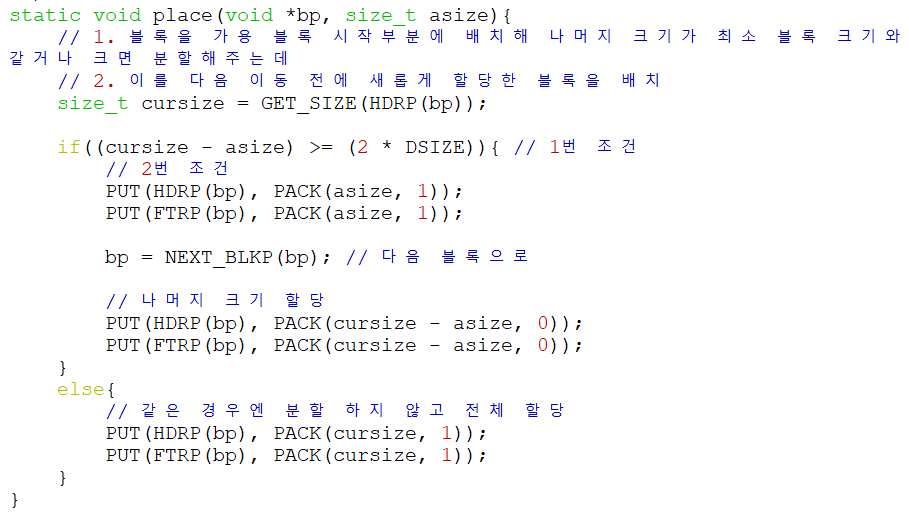 static void place(void *bp, size_t asize){
    // 1. 블록을 가용 블록 시작부분에 배치해 나머지 크기가 최소 블록 크기와
같거나 크면 분할해주는데
    // 2. 이를 다음 이동 전에 새롭게 할당한 블록을 배치
    size_t cursize = GET_SIZE(HDRP(bp));

    if((cursize - asize) >= (2 * DSIZE)){ // 1번 조건
        // 2번 조건
        PUT(HDRP(bp), PACK(asize, 1));
        PUT(FTRP(bp), PACK(asize, 1));

        bp = NEXT_BLKP(bp); // 다음 블록으로

        // 나머지 크기 할당
        PUT(HDRP(bp), PACK(cursize - asize, 0));
        PUT(FTRP(bp), PACK(cursize - asize, 0));
    }
    else{
        // 같은 경우엔 분할 하지 않고 전체 할당
        PUT(HDRP(bp), PACK(cursize, 1));
        PUT(FTRP(bp), PACK(cursize, 1));
    }
}